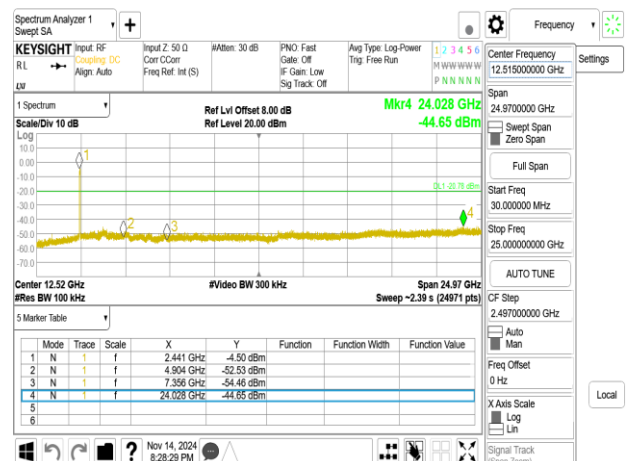 Spectrum Analyzer 1
Swept SA
Frequency
KEYSIGHT
RL
LXI
Input: RF
Coupling: DC
Align: Auto
Input Z: 50 Ω
Corr CCorr
Freq Ref: Int (S)
#Atten: 30 dB
PNO: Fast
Gate: Off
IF Gain: Low
Sig Track: Off
Avg Type: Log-Power
Trig: Free Run
1 2 3 4 5 6
M W W W W W
P N N N N N
1 Spectrum
Scale/Div 10 dB
Ref Lvl Offset 8.00 dB
Ref Level 20.00 dBm
Mkr4 24.028 GHz
-44.65 dBm
Log
10.0
0.00
-10.0
-20.0
-30.0
-40.0
-50.0
-60.0
-70.0
1
2
3
4
DL1 -20.78 dBm
Center 12.52 GHz
#Res BW 100 kHz
#Video BW 300 kHz
Span 24.97 GHz
Sweep ~2.39 s (24971 pts)
5 Marker Table
Mode Trace Scale X Y Function Function Width Function Value
1 N 1 f 2.441 GHz -4.50 dBm
2 N 1 f 4.904 GHz -52.53 dBm
3 N 1 f 7.356 GHz -54.46 dBm
4 N 1 f 24.028 GHz -44.65 dBm
5
6
Nov 14, 2024
8:28:29 PM
Center Frequency
12.515000000 GHz
Span
24.9700000 GHz
Swept Span
Zero Span
Full Span
Start Freq
30.000000 MHz
Stop Freq
25.000000000 GHz
AUTO TUNE
CF Step
2.497000000 GHz
Auto
Man
Freq Offset
0 Hz
X Axis Scale
Log
Lin
Signal Track
(Span Zoom)
Settings
Local